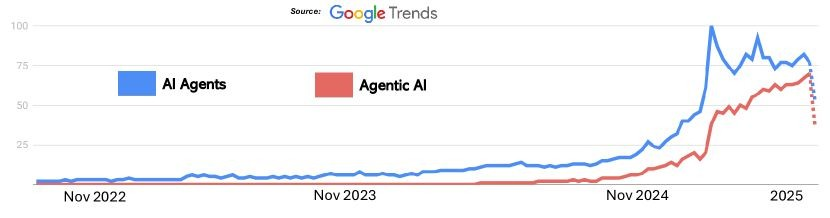 Source: Google Trends
100
75
50
25
AI Agents
Agentic AI
Nov 2022
Nov 2023
Nov 2024
2025